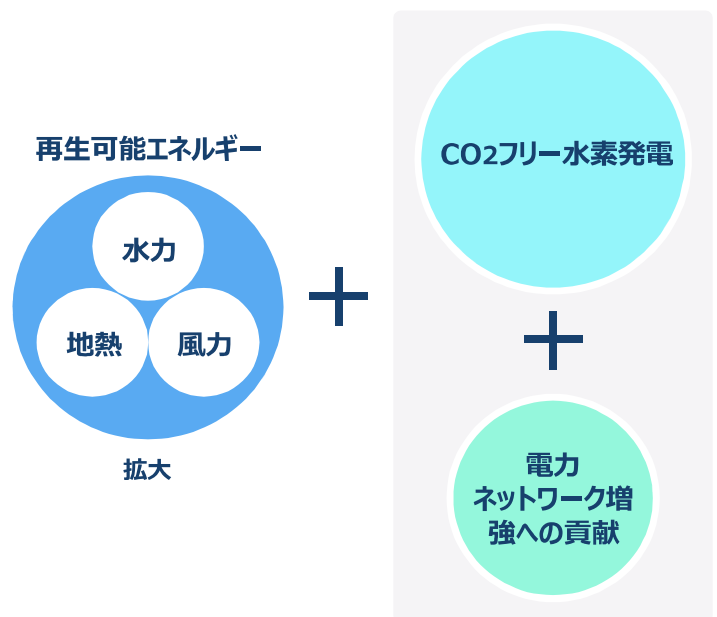 再生可能エネルギー
水力
地熱
風力
拡大
CO2フリー水素発電
電力
ネットワーク増
強への貢献